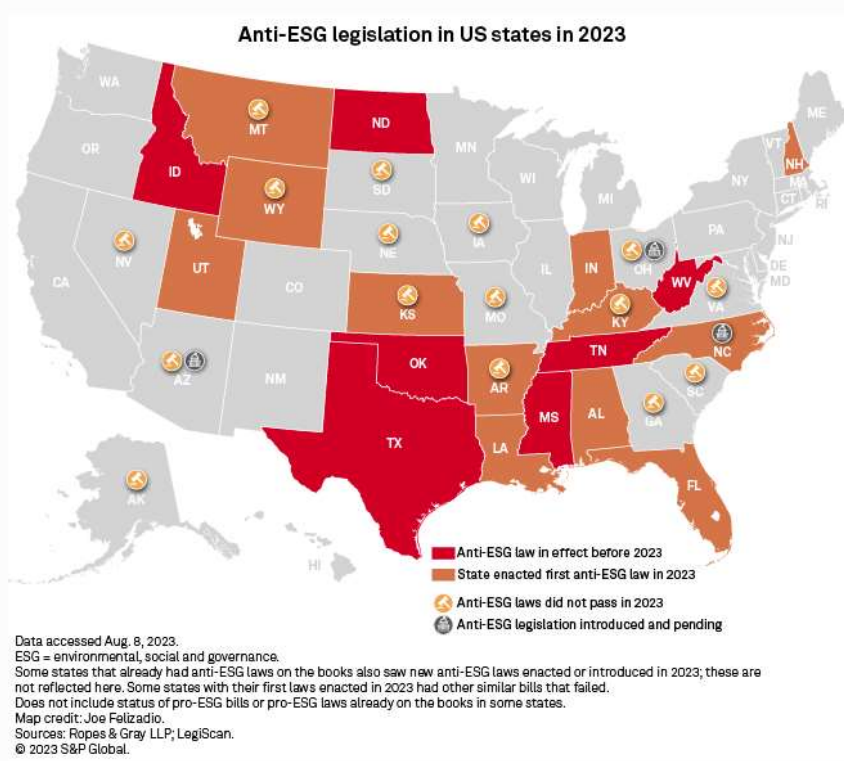 Anti-ESG legislation in US states in 2023
WA
MT
ND
MN
ME
OR
ID
SD
WI
VT
NH
NY
MA
CT
RI
WY
MI
NV
NE
IA
PA
NJ
UT
IL
IN
OH
DE
MD
CA
CO
KS
MO
WV
VA
KY
AZ
NM
OK
AR
TN
NC
SC
MS
AL
GA
TX
LA
FL
AK
HI
Anti-ESG law in effect before 2023
State enacted first anti-ESG law in 2023
Anti-ESG laws did not pass in 2023
Anti-ESG legislation introduced and pending
Data accessed Aug. 8, 2023.
ESG = environmental, social and governance.
Some states that already had anti-ESG laws on the books also saw new anti-ESG laws enacted or introduced in 2023; these are
not reflected here. Some states with their first laws enacted in 2023 had other similar bills that failed.
Does not include status of pro-ESG bills or pro-ESG laws already on the books in some states.
Map credit: Joe Felizadio.
Sources: Ropes & Gray LLP; LegiScan.
© 2023 S&P Global.